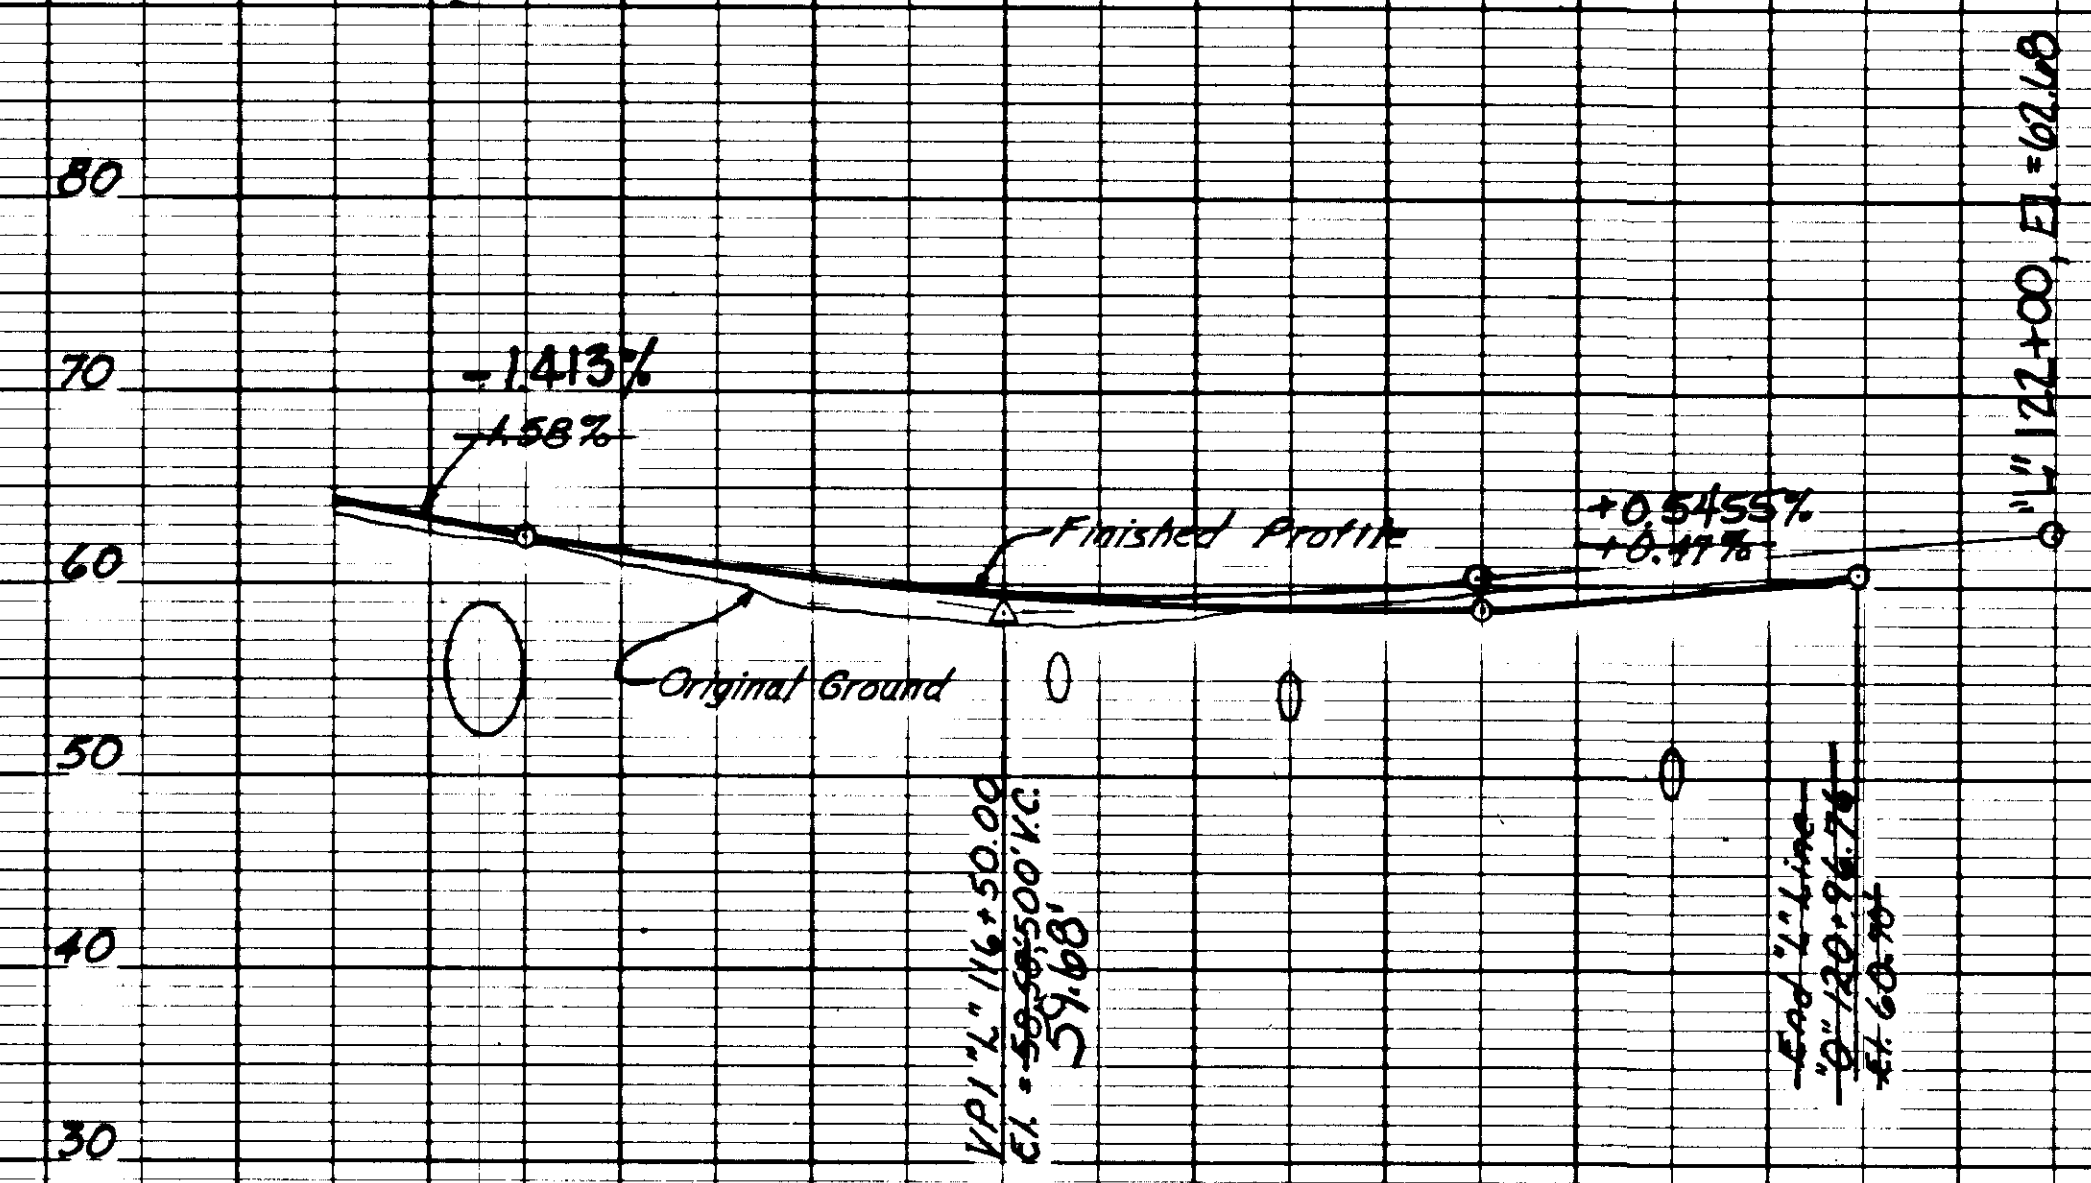 80
70
60
50
40
30
-1.413%
-1.58%
Finished Profile
+0.5455%
+0.47%
Original Ground
"L" 122+00, El.=62.68
VPI "L" 116+50.00
El. = 58.58, 500' V.C.
59.68'
End "L" Line
"O" 120+96.76
El. 60.70